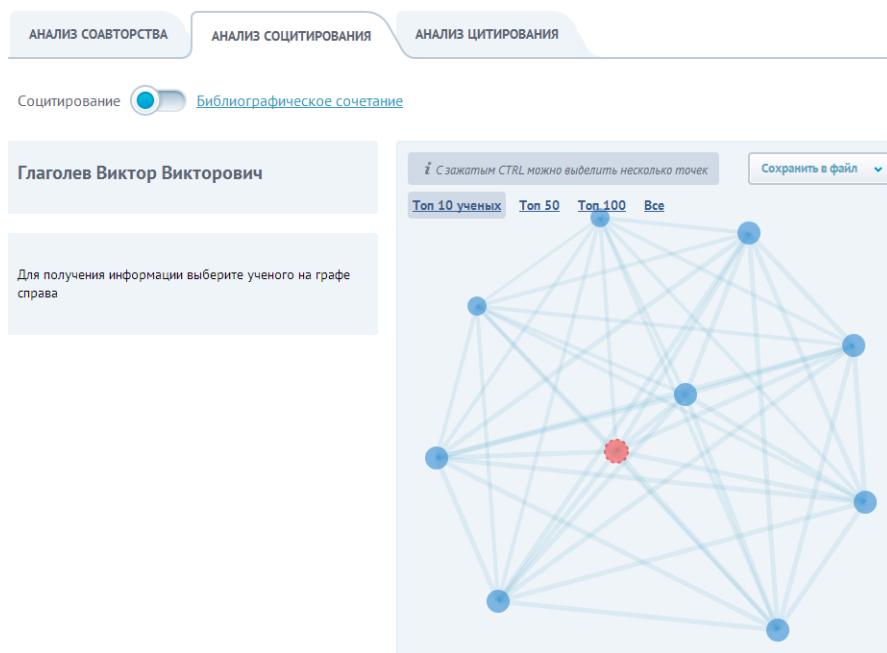 АНАЛИЗ СОАВТОРСТВА
АНАЛИЗ СОЦИТИРОВАНИЯ
АНАЛИЗ ЦИТИРОВАНИЯ
Социтирование Библиографическое сочетание
Глаголев Виктор Викторович
i С зажатым CTRL можно выделить несколько точек
Сохранить в файл
Топ 10 ученых Топ 50 Топ 100 Все
Для получения информации выберите ученого на графе
справа